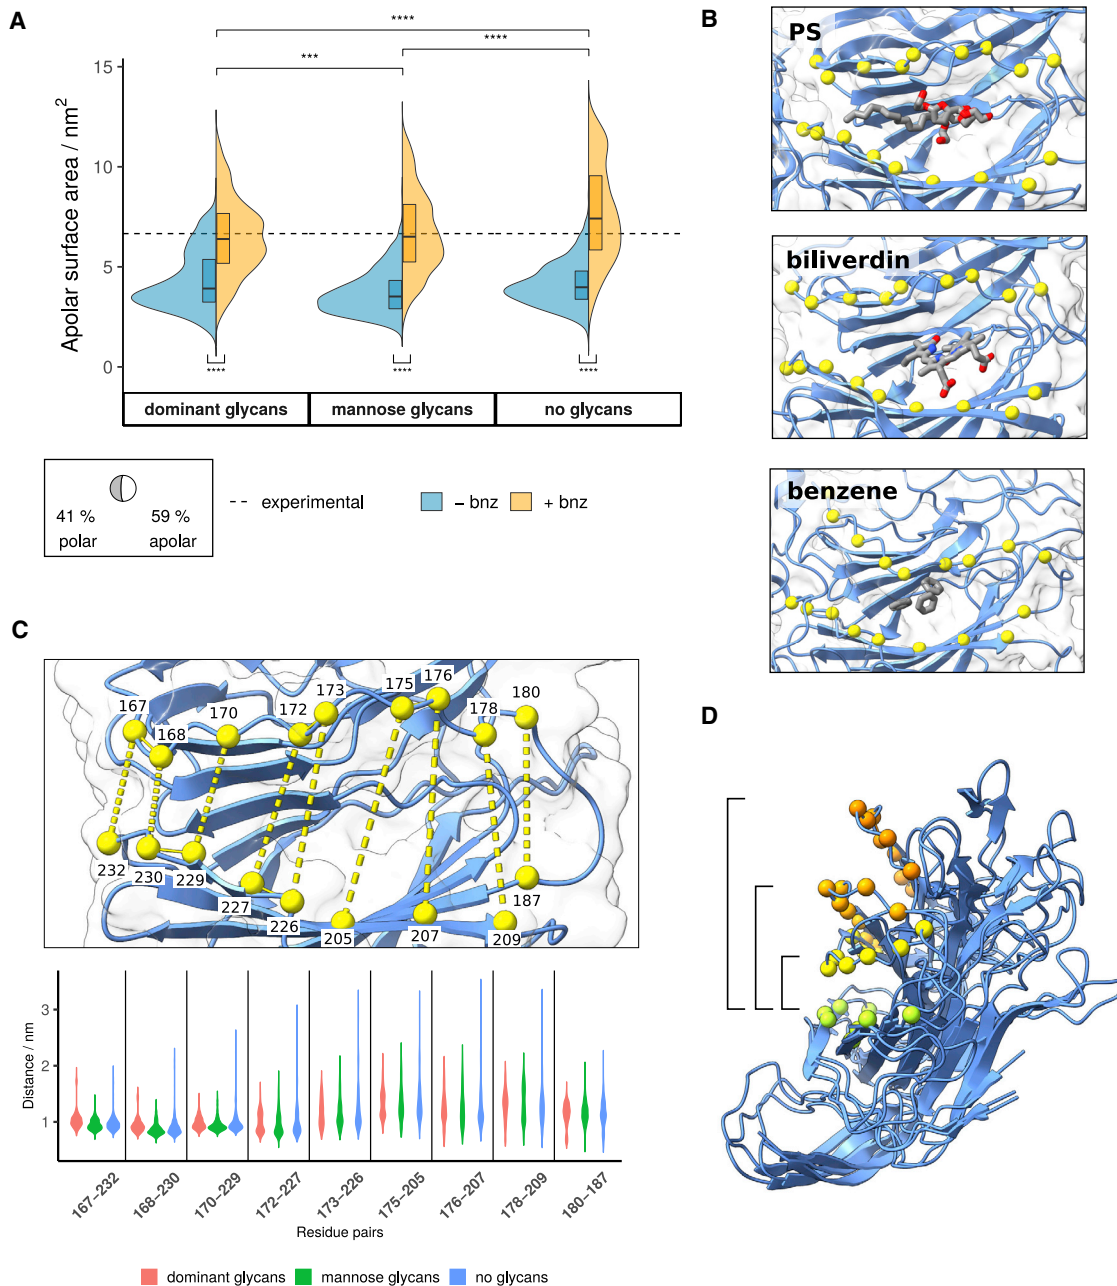 A
****
****
***
15
10
5
0
Apolar surface area / nm²
**** **** ****
dominant glycans mannose glycans no glycans
41 % 59 %
polar apolar
experimental
− bnz + bnz
B
PS
biliverdin
benzene
C
167 168 170 172 173 175 176 178 180
232 230 229 227 226 205 207 209 187
Distance / nm
3
2
1
167−232 168−230 170−229 172−227 173−226 175−205 176−207 178−209 180−187
Residue pairs
dominant glycans mannose glycans no glycans
D